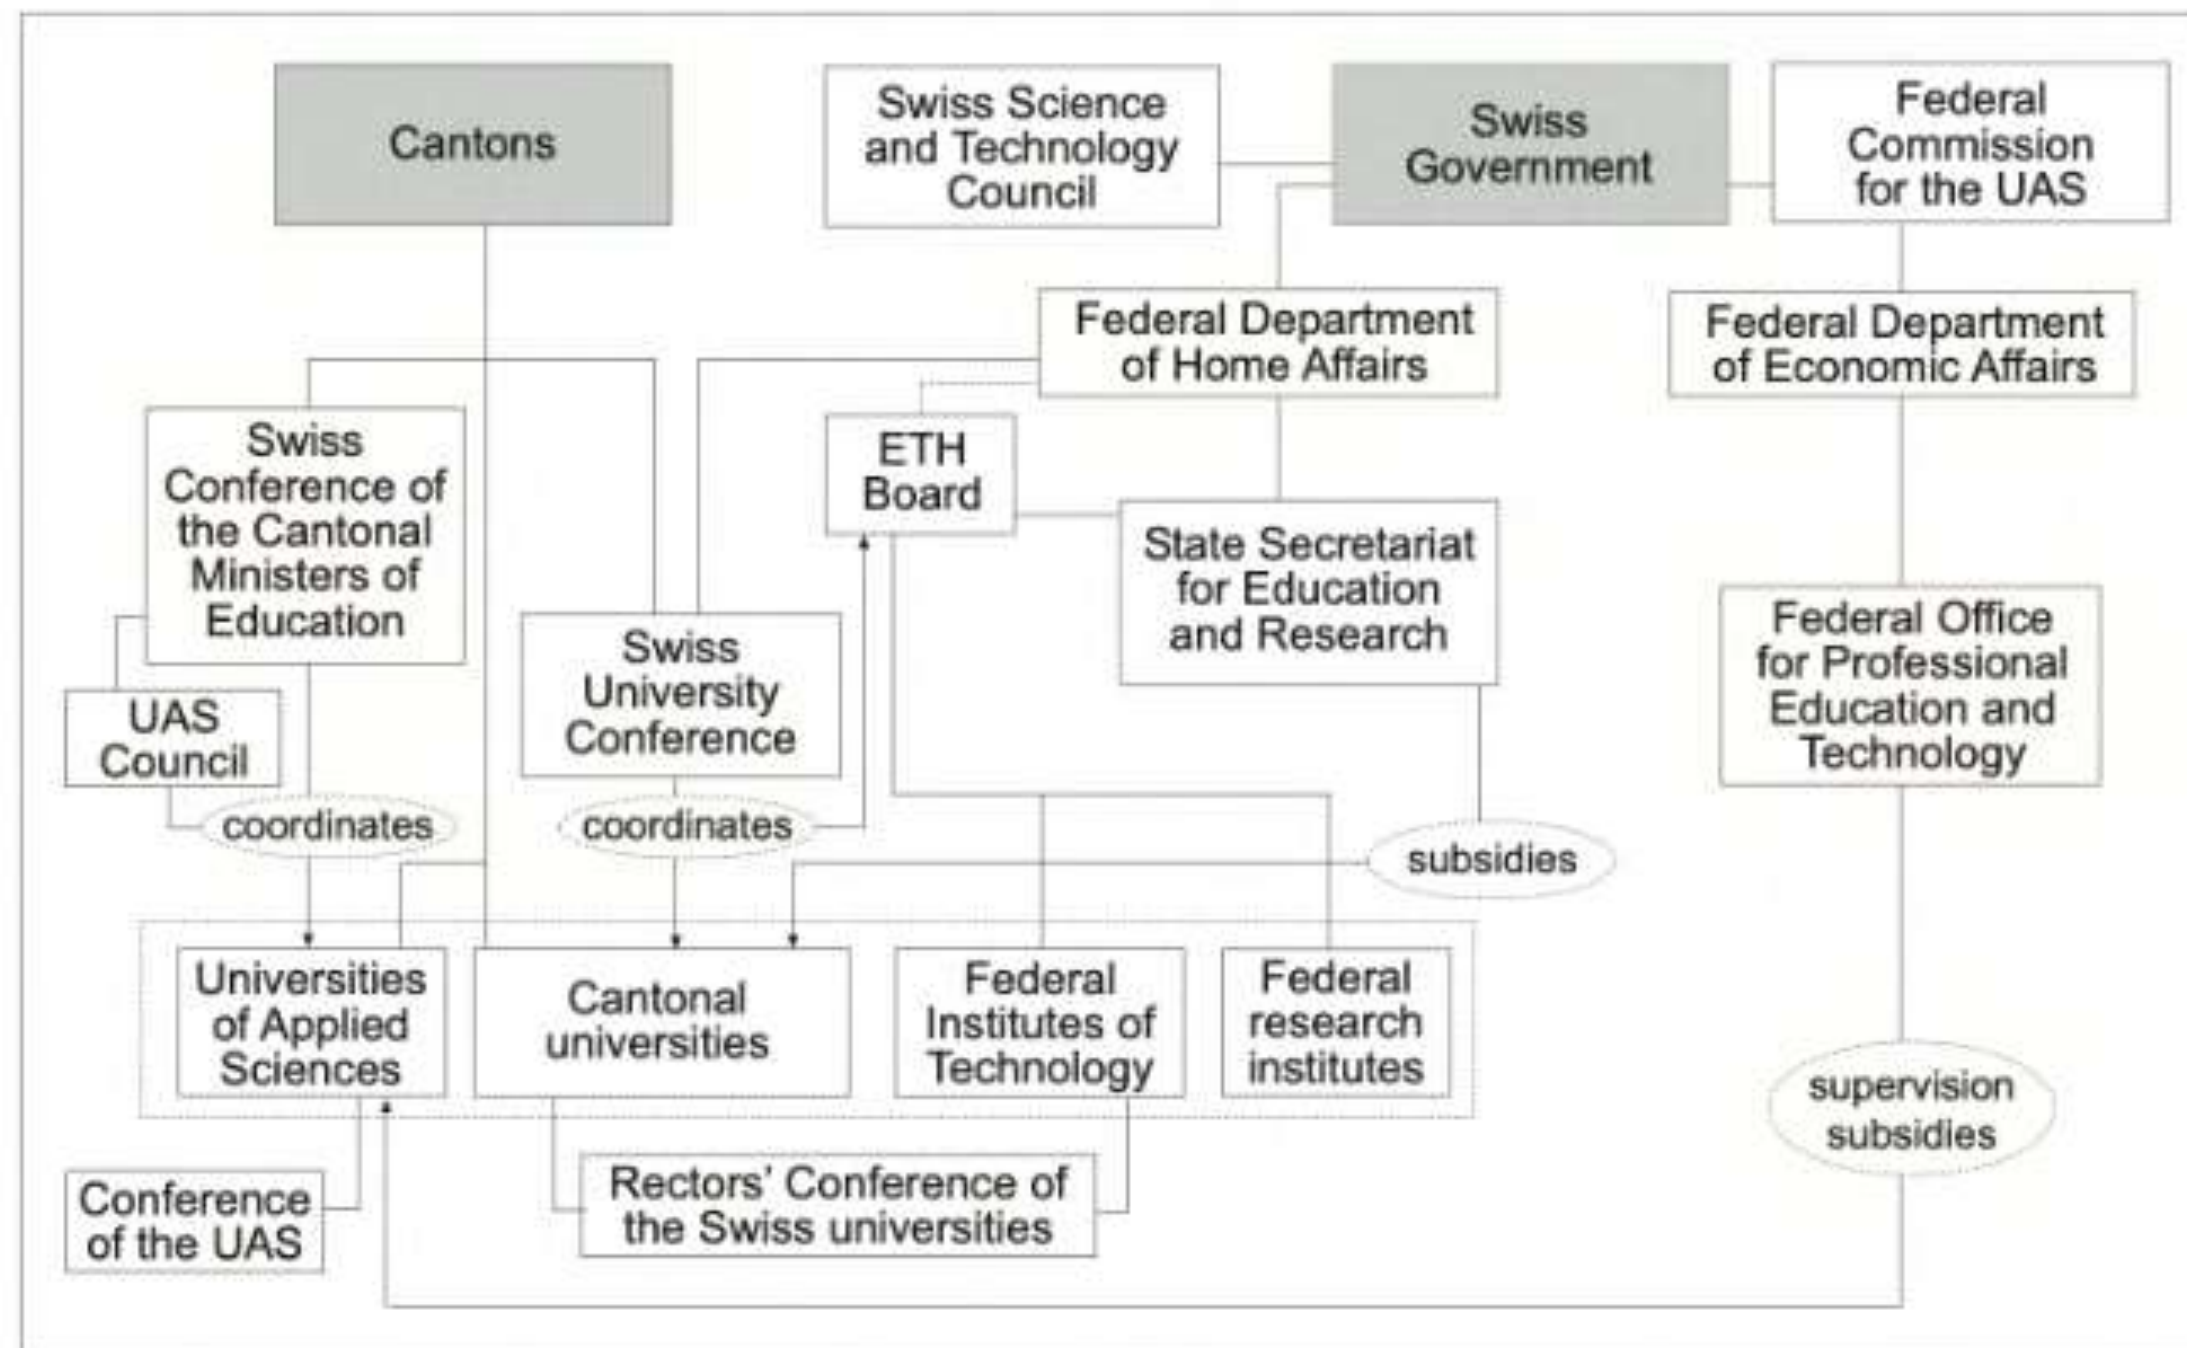 Cantons
Swiss Science
and Technology
Council
Swiss
Government
Federal
Commission
for the UAS
Federal Department
of Home Affairs
Federal Department
of Economic Affairs
Swiss
Conference of
the Cantonal
Ministers of
Education
ETH
Board
State Secretariat
for Education
and Research
Federal Office
for Professional
Education and
Technology
Swiss
University
Conference
UAS
Council
coordinates
coordinates
subsidies
Universities
of Applied
Sciences
Cantonal
universities
Federal
Institutes of
Technology
Federal
research
institutes
supervision
subsidies
Conference
of the UAS
Rectors' Conference of
the Swiss universities